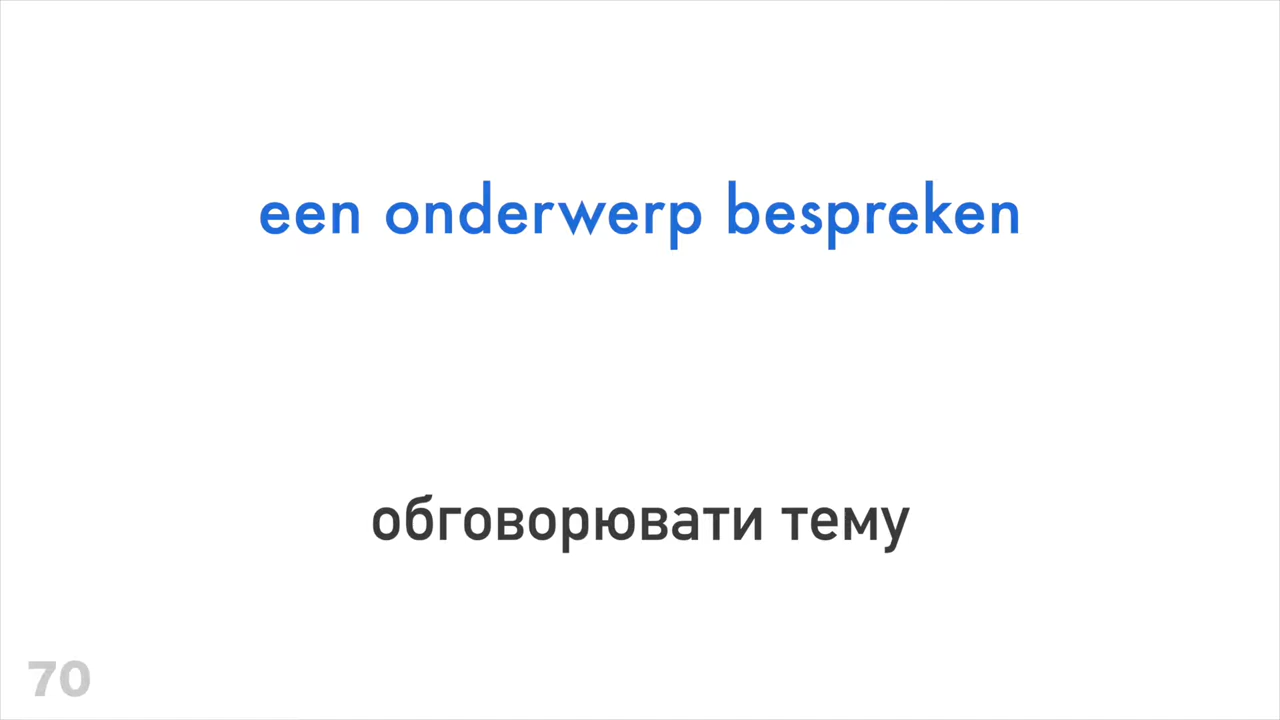 een onderwerp bespreken
обговорювати тему
70